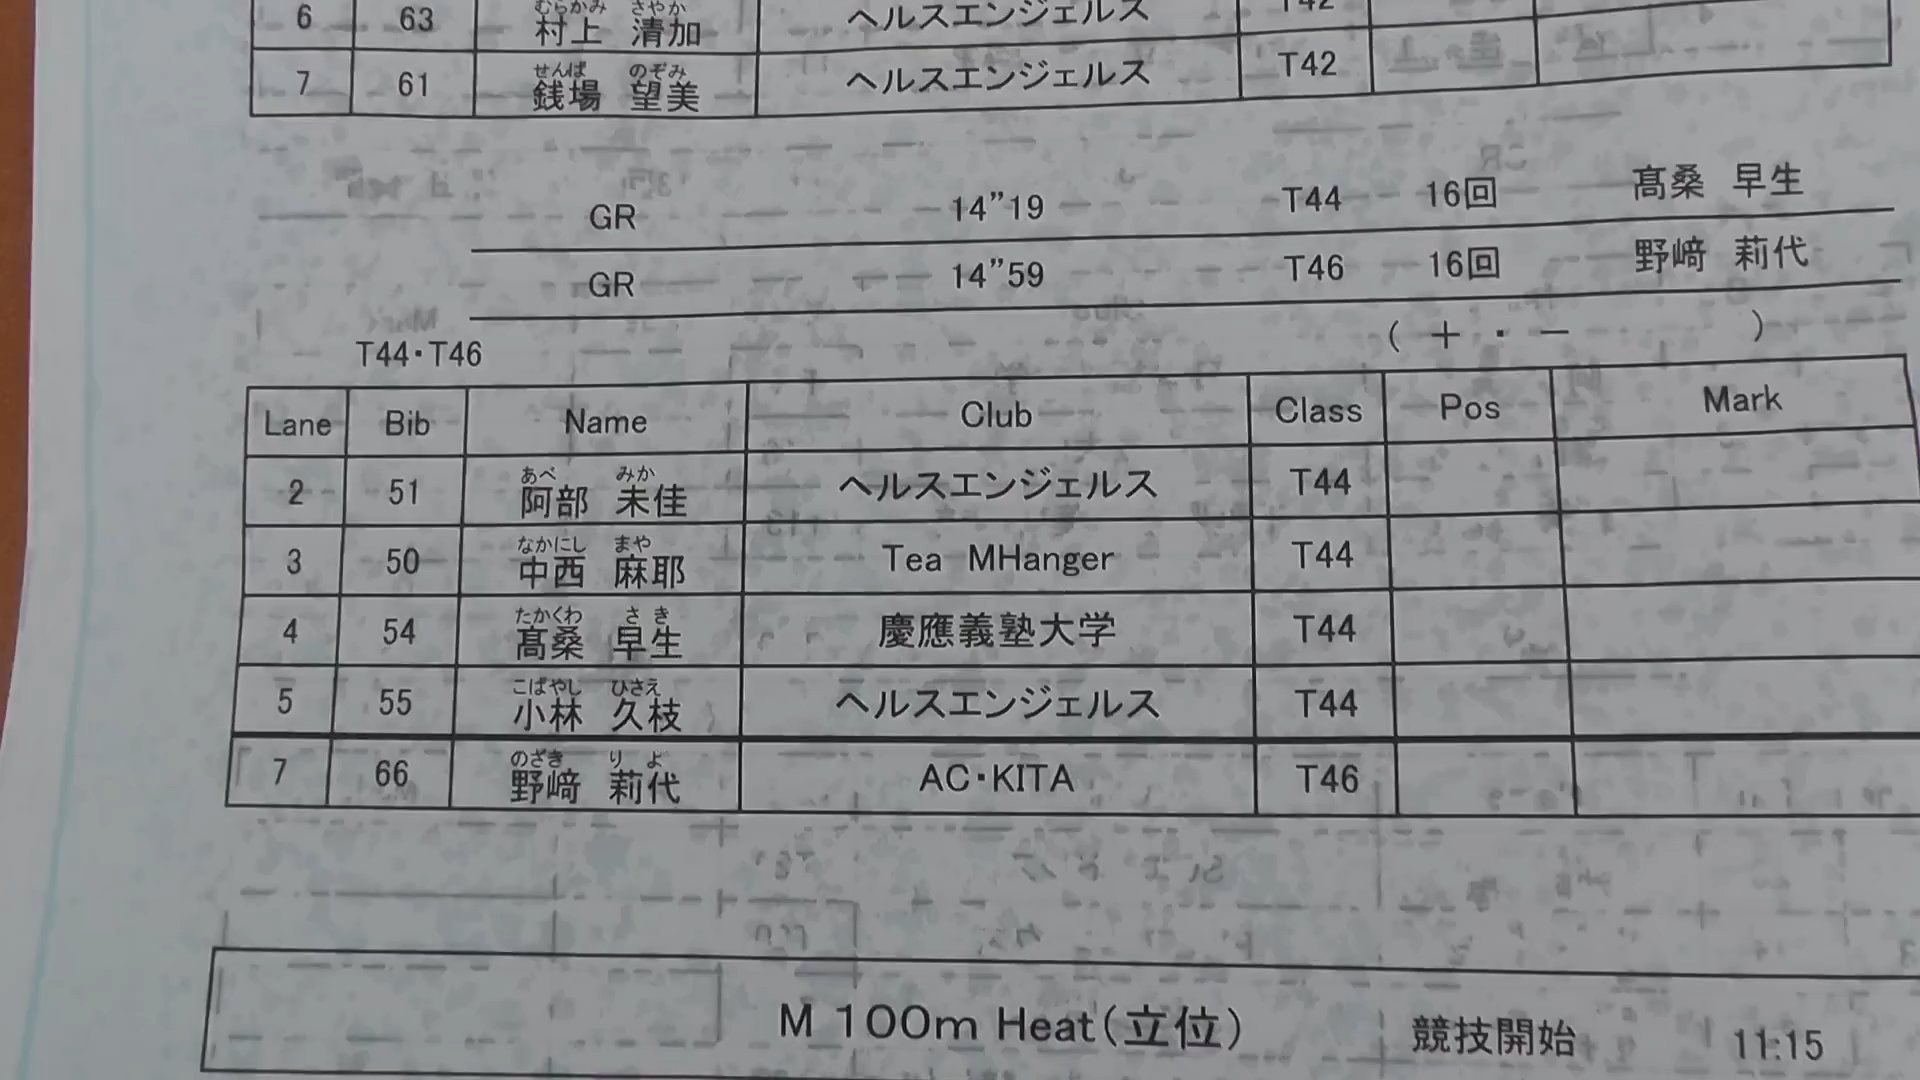 6 63 むらかみ さやか 村上 清加 ヘルスエンジェルス T42
7 61 せんば のぞみ 銭場 望美 ヘルスエンジェルス T42
GR 14”19 T44 16回 髙桑 早生
GR 14”59 T46 16回 野﨑 莉代
( + ・ − )
T44・T46
Lane Bib Name Club Class Pos Mark
2 51 あべ みか 阿部 未佳 ヘルスエンジェルス T44
3 50 なかにし まや 中西 麻耶 Tea MHanger T44
4 54 たかくわ さき 髙桑 早生 慶應義塾大学 T44
5 55 こばやし ひさえ 小林 久枝 ヘルスエンジェルス T44
7 66 のざき りよ 野﨑 莉代 AC・KITA T46
M 100m Heat(立位) 競技開始 11:15